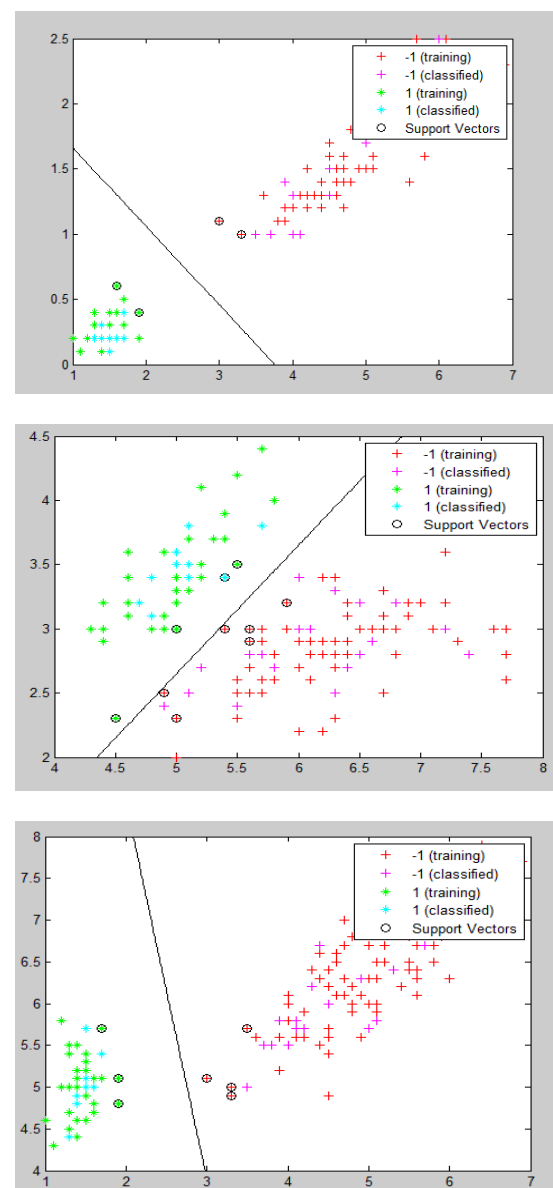 2.5
2
1.5
1
0.5
0
1 2 3 4 5 6 7
-1 (training)
-1 (classified)
1 (training)
1 (classified)
Support Vectors
4.5
4
3.5
3
2.5
2
4 4.5 5 5.5 6 6.5 7 7.5 8
-1 (training)
-1 (classified)
1 (training)
1 (classified)
Support Vectors
8
7.5
7
6.5
6
5.5
5
4.5
4
1 2 3 4 5 6 7
-1 (training)
-1 (classified)
1 (training)
1 (classified)
Support Vectors